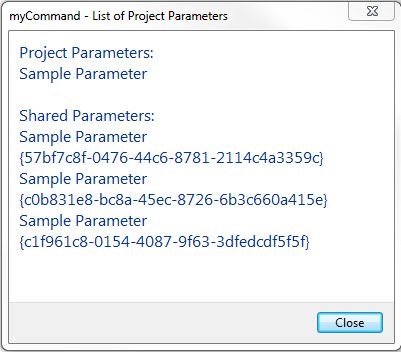 myCommand - List of Project Parameters
Project Parameters:
Sample Parameter
Shared Parameters:
Sample Parameter
{57bf7c8f-0476-44c6-8781-2114c4a3359c}
Sample Parameter
{c0b831e8-bc8a-45ec-8726-6b3c660a415e}
Sample Parameter
{c1f961c8-0154-4087-9f63-3dfedcdf5f5f}
Close